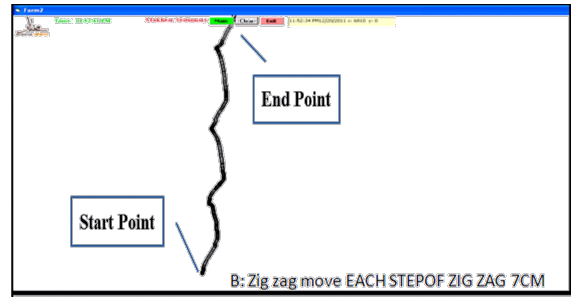 Form2
Clear Exit
End Point
Start Point
B: Zig zag move EACH STEPOF ZIG ZAG 7CM